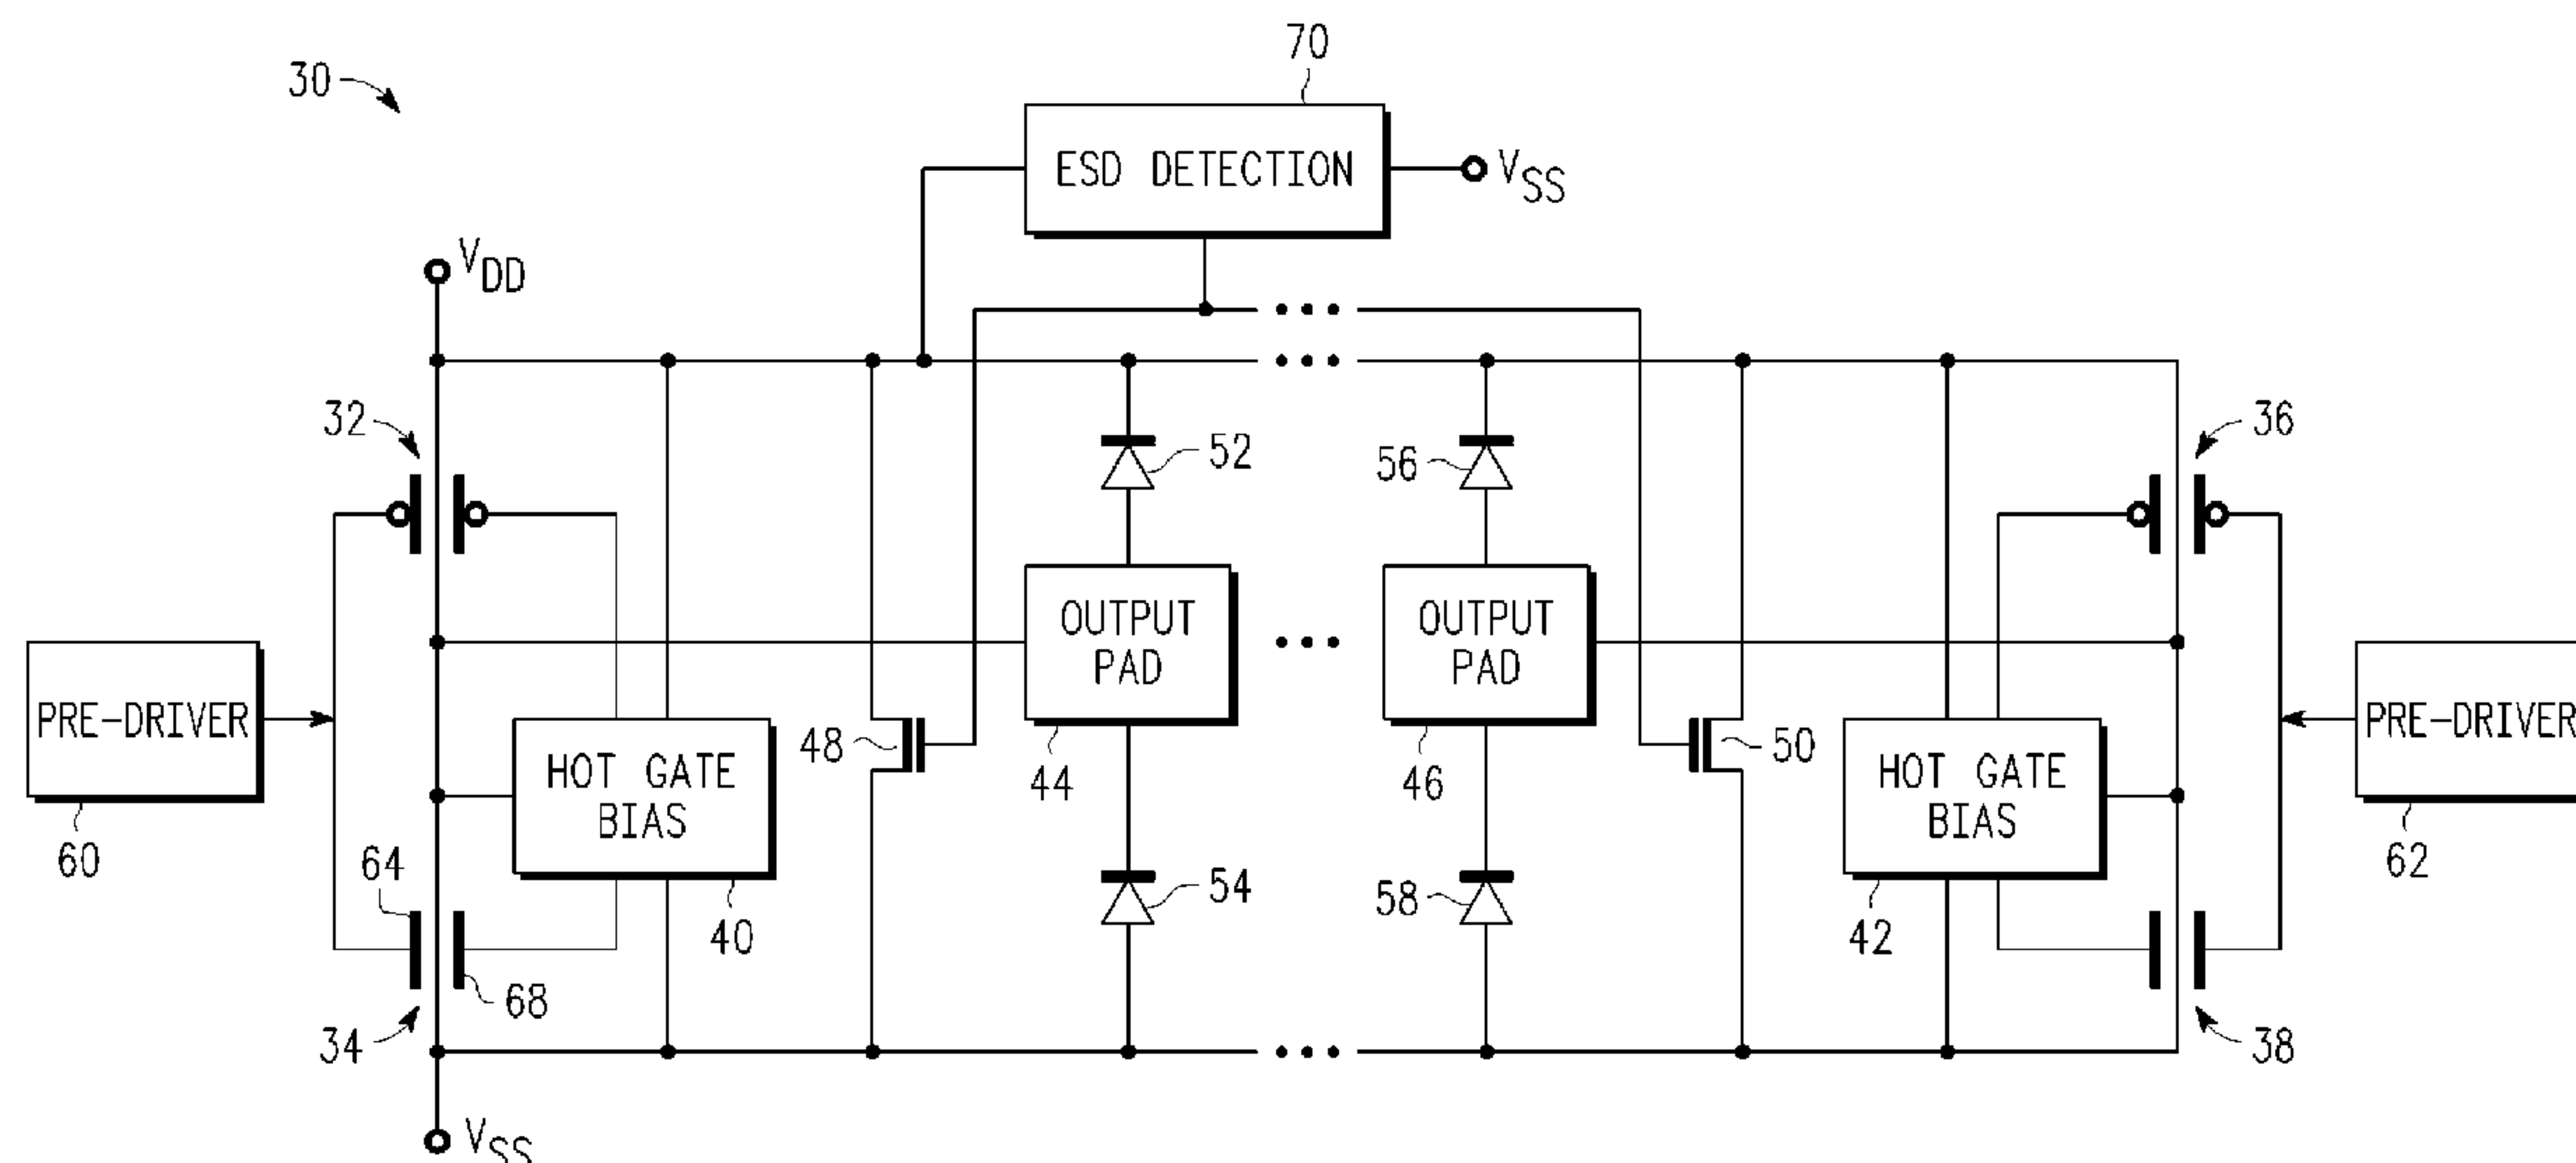 70
30
ESD DETECTION
VSS
VDD
32
36
52
56
OUTPUT
PAD
OUTPUT
PAD
PRE-DRIVER
PRE-DRIVER
48
50
44
46
HOT GATE
BIAS
HOT GATE
BIAS
60
64
62
54
58
40
42
68
34
38
VSS